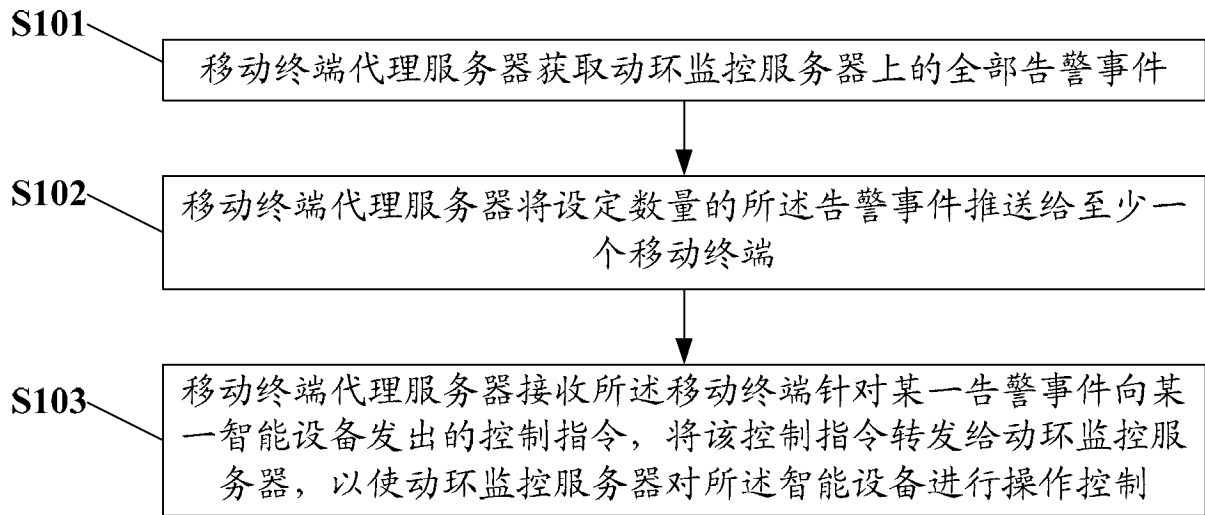 S101
移动终端代理服务器获取动环监控服务器上的全部告警事件
S102
移动终端代理服务器将设定数量的所述告警事件推送给至少一
个移动终端
S103
移动终端代理服务器接收所述移动终端针对某一告警事件向某
一智能设备发出的控制指令，将该控制指令转发给动环监控服
务器，以使动环监控服务器对所述智能设备进行操作控制